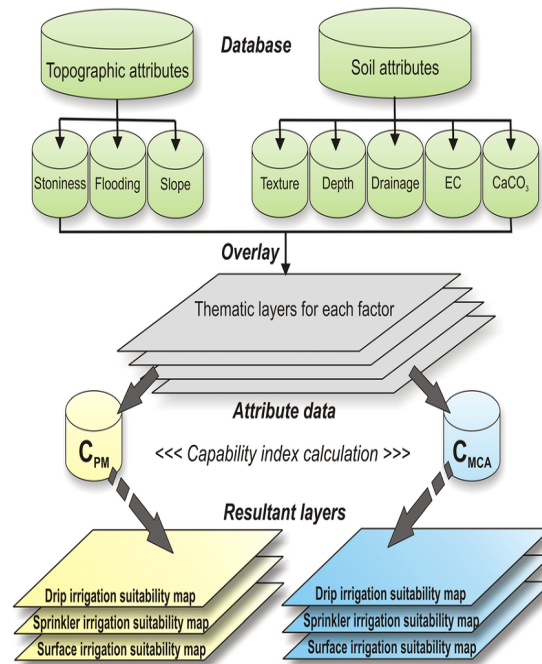 Database
Topographic attributes
Soil attributes
Stoniness
Flooding
Slope
Texture
Depth
Drainage
EC
CaCO₃
Overlay
Thematic layers for each factor
Attribute data
C_PM
<<< Capability index calculation >>>
C_MCA
Resultant layers
Drip irrigation suitability map
Sprinkler irrigation suitability map
Surface irrigation suitability map
Drip irrigation suitability map
Sprinkler irrigation suitability map
Surface irrigation suitability map